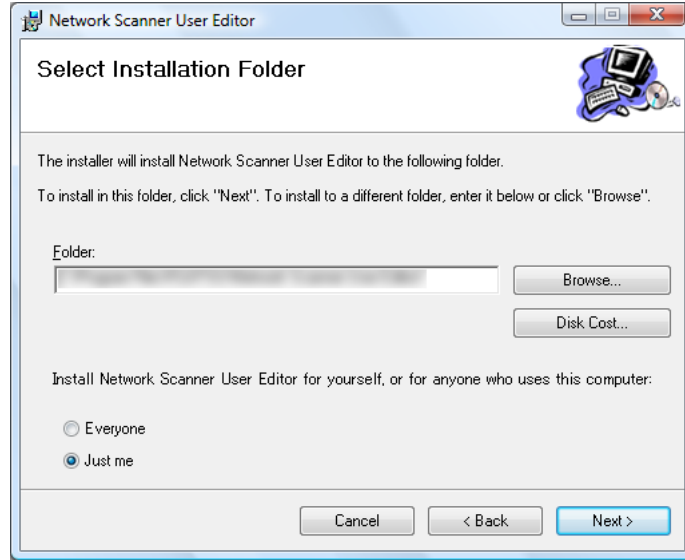 Network Scanner User Editor
Select Installation Folder
The installer will install Network Scanner User Editor to the following folder.
To install in this folder, click "Next". To install to a different folder, enter it below or click "Browse".
Folder:
Browse...
Disk Cost...
Install Network Scanner User Editor for yourself, or for anyone who uses this computer:
Everyone
Just me
Cancel
< Back
Next >